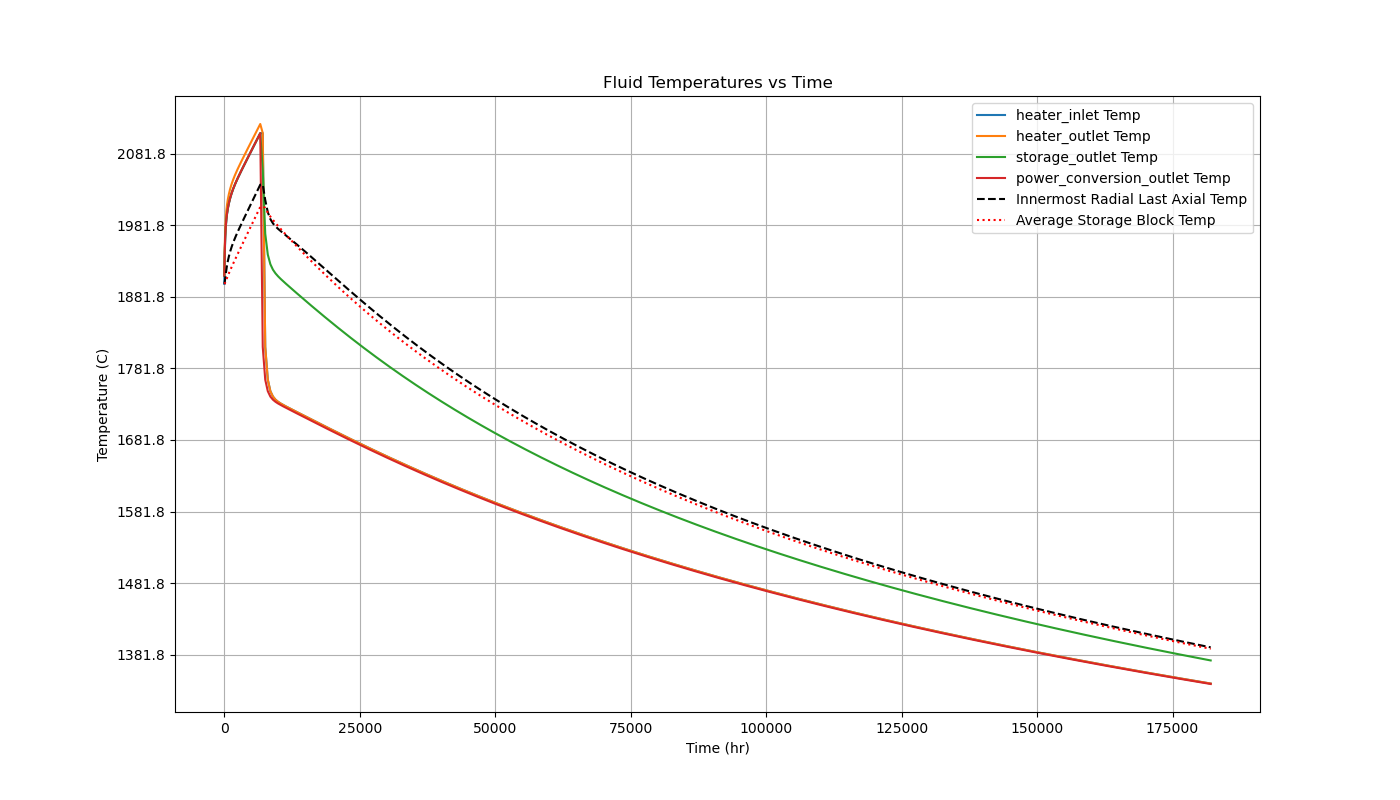 Fluid Temperatures vs Time
heater_inlet Temp
heater_outlet Temp
storage_outlet Temp
power_conversion_outlet Temp
Innermost Radial Last Axial Temp
Average Storage Block Temp
Temperature (C)
2081.8
1981.8
1881.8
1781.8
1681.8
1581.8
1481.8
1381.8
0 25000 50000 75000 100000 125000 150000 175000
Time (hr)